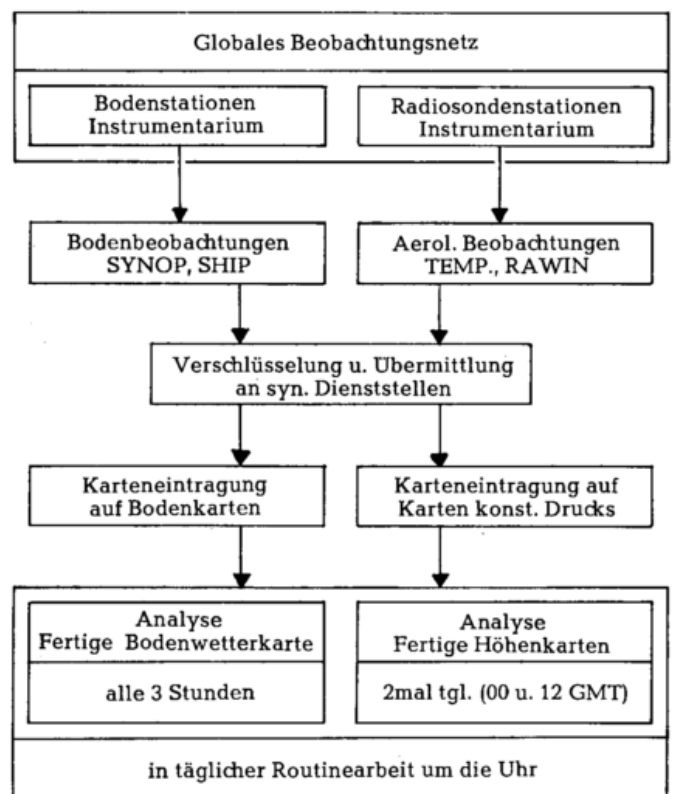 Globales Beobachtungsnetz
Bodenstationen
Instrumentarium
Radiosondenstationen
Instrumentarium
Bodenbeobachtungen
SYNOP, SHIP
Aerol. Beobachtungen
TEMP., RAWIN
Verschlüsselung u. Übermittlung
an syn. Dienststellen
Karteneintragung
auf Bodenkarten
Karteneintragung auf
Karten konst. Drucks
Analyse
Fertige Bodenwetterkarte
alle 3 Stunden
Analyse
Fertige Höhenkarten
2mal tgl. (00 u. 12 GMT)
in täglicher Routinearbeit um die Uhr